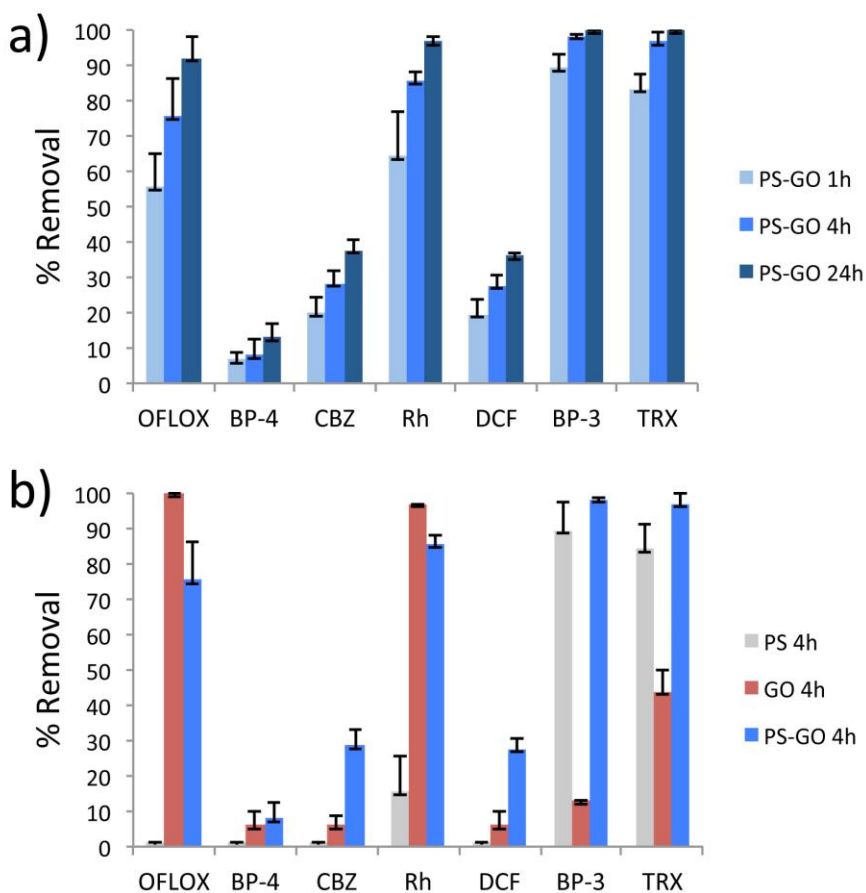 a)
% Removal
100
90
80
70
60
50
40
30
20
10
0
OFLOX BP-4 CBZ Rh DCF BP-3 TRX
PS-GO 1h
PS-GO 4h
PS-GO 24h
b)
% Removal
100
90
80
70
60
50
40
30
20
10
0
OFLOX BP-4 CBZ Rh DCF BP-3 TRX
PS 4h
GO 4h
PS-GO 4h